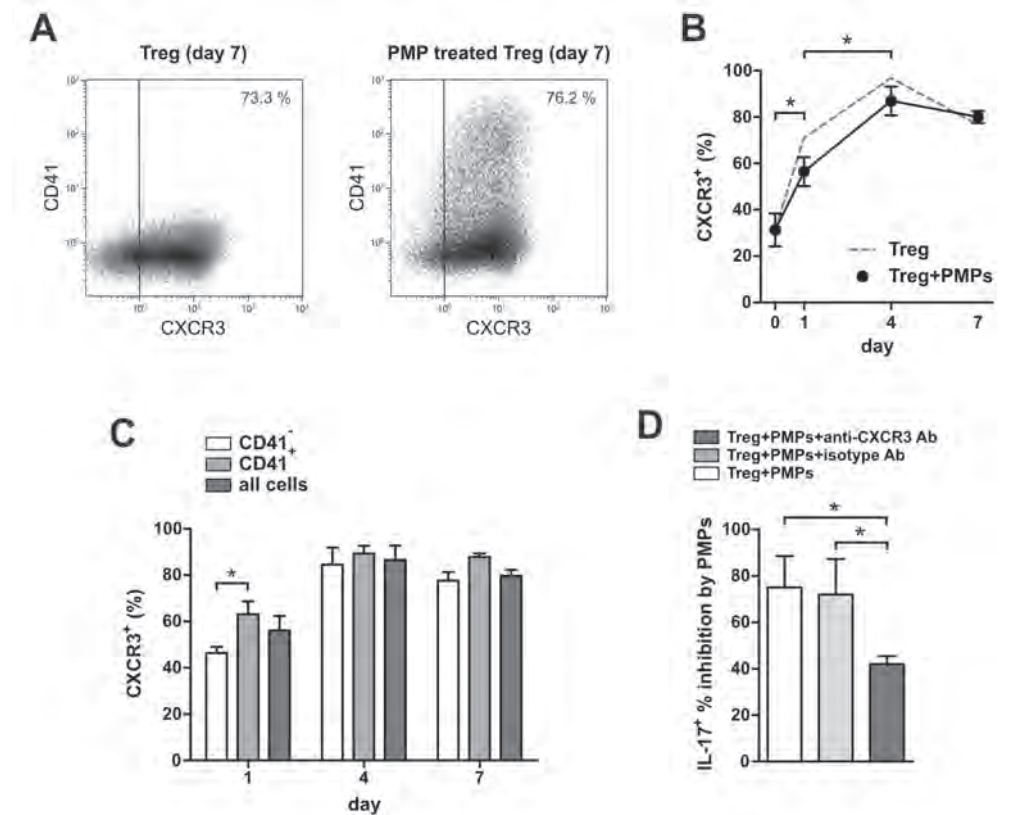 A
Treg (day 7)
PMP treated Treg (day 7)
73.3 %
76.2 %
CD41
CD41
CXCR3
CXCR3
B
*
*
100
80
60
40
20
0
CXCR3⁺ (%)
Treg
Treg+PMPs
0 1 4 7
day
C
CD41⁻
CD41⁺
all cells
100
80
60
40
20
0
CXCR3⁺ (%)
*
1 4 7
day
D
Treg+PMPs+anti-CXCR3 Ab
Treg+PMPs+isotype Ab
Treg+PMPs
*
*
100
80
60
40
20
0
IL-17⁺ % inhibition by PMPs